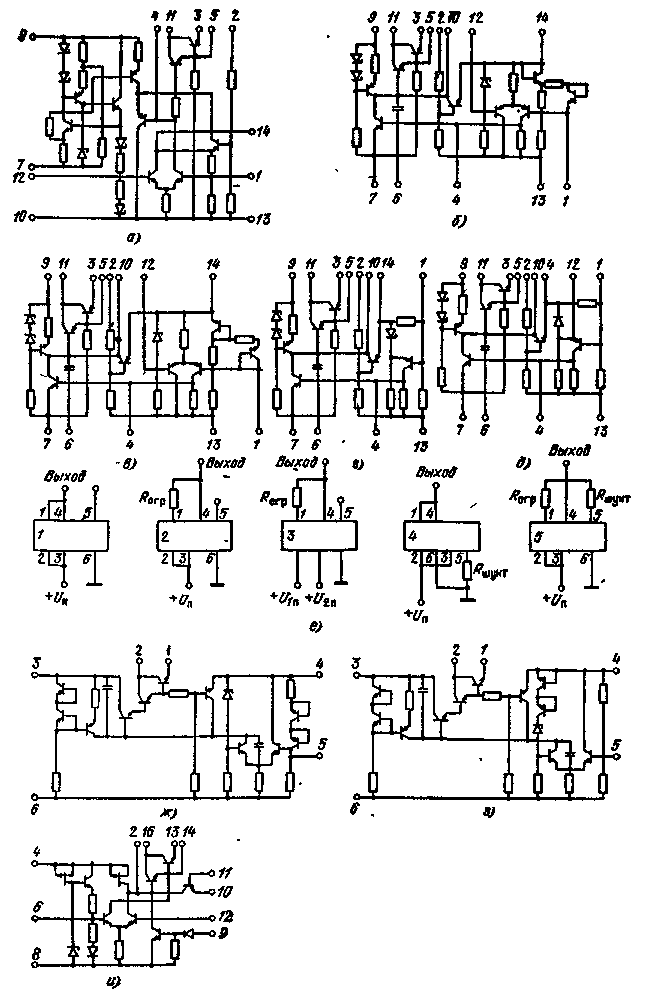 4 11 3 5 2
9
14
7
12
1
10
13
а)
9 11 3 5 2 10 12 14
7 6 4 13 1
б)
9 11 3 5 2 10 12 14
7 6 4 13 1
в)
9 11 3 5 2 10 14 1
7 6 4 13
г)
9 11 3 5 2 10 4 12 1
7 6 4 13
д)
Выход
1 4 5
1
2 3 6
+Uп
Выход
Rогр
1 4 5
2
2 3 6
+Uп
Выход
Rогр
1 4 5
3
2 3 6
+U1п +U2п
Выход
1 4
4
2 6 3 5
Rшунт
+Uп
Выход
Rогр Rшунт
1 4 5
5
2 3 6
+Uп
е)
2 1
3 4
5
6
ж)
2 1
3 4
5
6
з)
2 16 13 14
4
11
10
6 12
9
8
и)